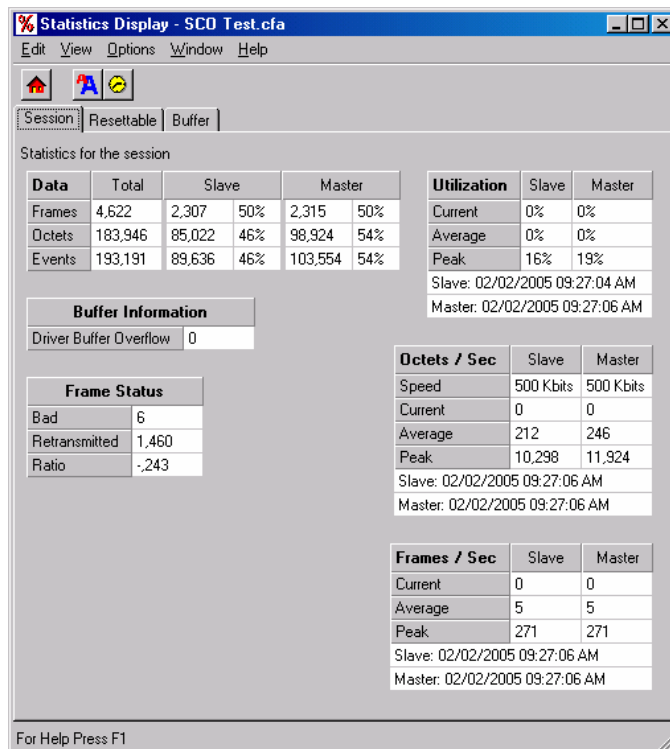 Statistics Display - SCO Test.cfa
Edit View Options Window Help
Session Resettable Buffer
Statistics for the session
Data Total Slave Master
Frames 4,622 2,307 50% 2,315 50%
Octets 183,946 85,022 46% 98,924 54%
Events 193,191 89,636 46% 103,554 54%
Buffer Information
Driver Buffer Overflow 0
Frame Status
Bad 6
Retransmitted 1,460
Ratio -,243
Utilization Slave Master
Current 0% 0%
Average 0% 0%
Peak 16% 19%
Slave: 02/02/2005 09:27:04 AM
Master: 02/02/2005 09:27:06 AM
Octets / Sec Slave Master
Speed 500 Kbits 500 Kbits
Current 0 0
Average 212 246
Peak 10,298 11,924
Slave: 02/02/2005 09:27:06 AM
Master: 02/02/2005 09:27:06 AM
Frames / Sec Slave Master
Current 0 0
Average 5 5
Peak 271 271
Slave: 02/02/2005 09:27:06 AM
Master: 02/02/2005 09:27:06 AM
For Help Press F1